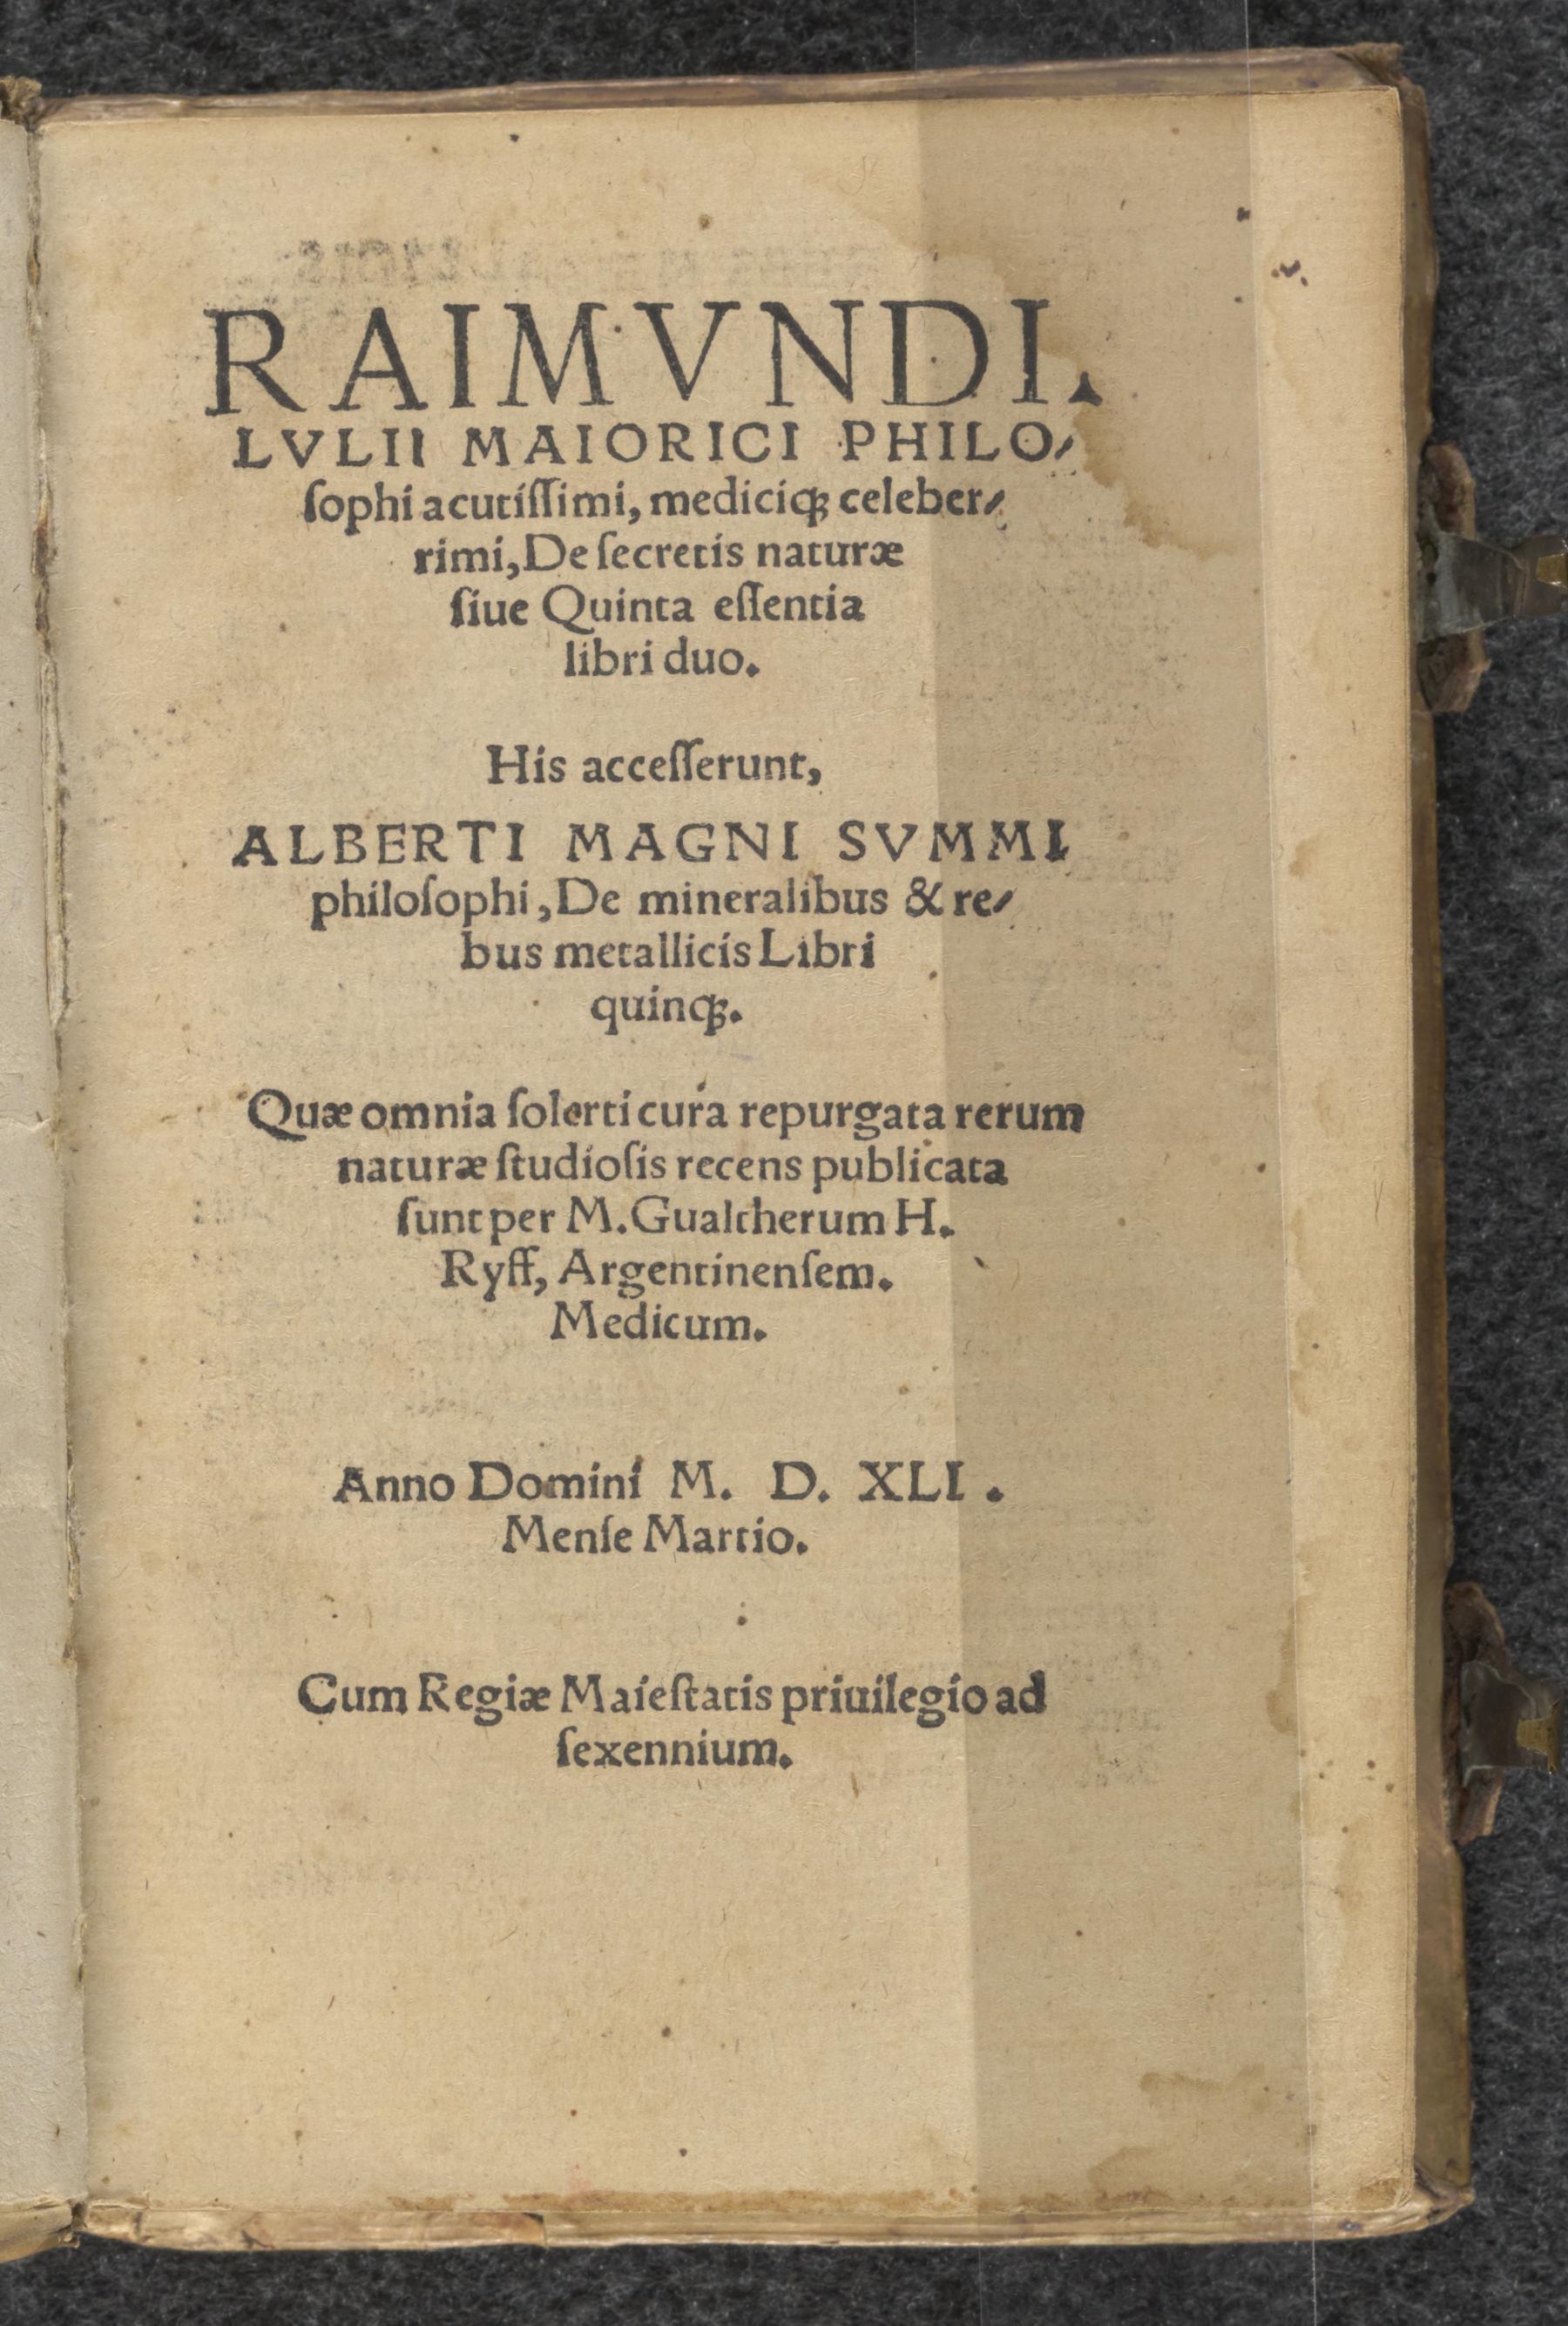 RAIMVNDI.
LVLII MAIORICI PHILO⸗
ſophi acutiſſimi, mediciꝗ; celeber⸗
rimi, De ſecretis naturæ
ſiue Quinta eſſentia
libri duo.
His acceſſerunt,
ALBERTI MAGNI SVMMI
philoſophi, De mineralibus & re⸗
bus metallicis Libri
quinꝗ;.
Quæ omnia ſolerti cura repurgata rerum
naturæ ſtudioſis recens publicata
ſunt per M. Gualtherum H.
Ryff, Argentinenſem.
Medicum.
Anno Domini M. D. XLI.
Menſe Martio.
Cum Regiæ Maieſtatis priuilegio ad
ſexennium.